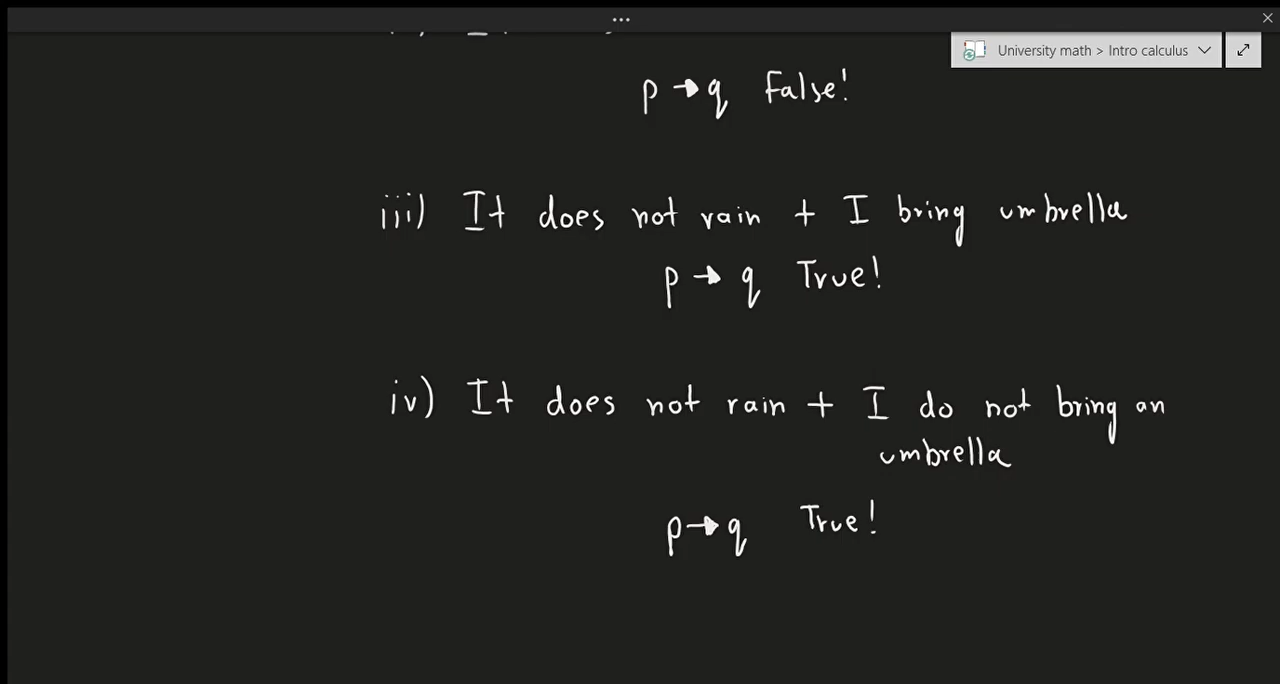 University math > Intro calculus
p → q False!
iii) It does not rain + I bring umbrella
p → q True!
iv) It does not rain + I do not bring an
umbrella
p → q True!